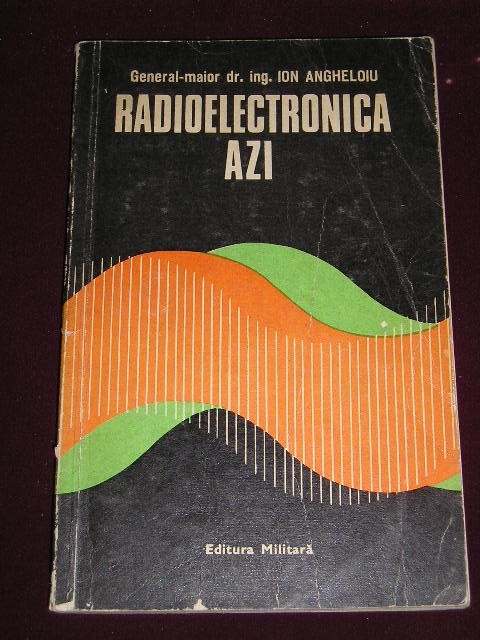 General-maior dr. ing. ION ANGHELOIU
RADIOELECTRONICA
AZI
Editura Militară